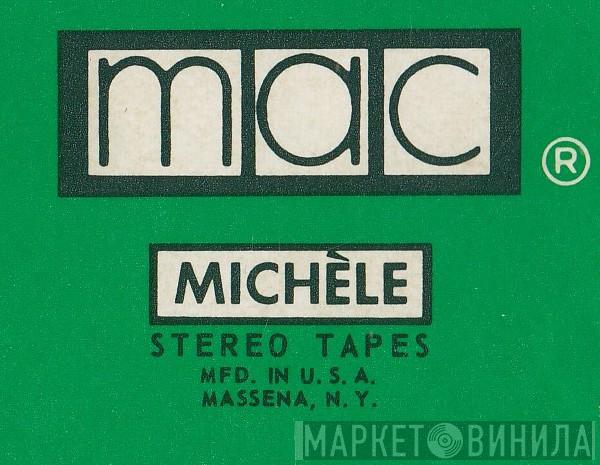 mac
®
MICHÈLE
STEREO TAPES
MFD. IN U. S. A.
MASSENA, N. Y.
МАРКЕТ ВИНИЛА